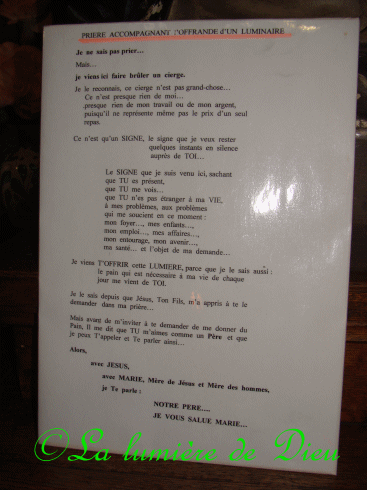 PRIERE ACCOMPAGNANT l'OFFRANDE d'UN LUMINAIRE
Je ne sais pas prier...
Mais...
je viens ici faire brûler un cierge.
Je le reconnais, ce cierge n'est pas grand-chose...
Ce n'est presque rien de moi...
presque rien de mon travail ou de mon argent,
puisqu'il ne représente même pas le prix d'un seul
repas.
Ce n'est qu'un SIGNE, le signe que je veux rester
quelques instants en silence
auprès de TOI...
Le SIGNE que je suis venu ici, sachant
que TU es présent,
que TU me vois...
que TU n'es pas étranger à ma VIE,
à mes problèmes, aux problèmes
qui me soucient en ce moment :
mon foyer..., mes enfants...,
mon emploi..., mes affaires...,
mon entourage, mon avenir...,
ma santé... et l'objet de ma demande...
Je viens T'OFFRIR cette LUMIERE, parce que je le sais aussi :
le pain qui est nécessaire à ma vie de chaque
jour me vient de TOI.
Je le sais depuis que Jésus, Ton Fils, m'a appris à te le
demander dans ma prière...
Mais avant de m'inviter à te demander de me donner du
Pain, Il me dit que TU m'aimes comme un Père et que
je peux T'appeler et Te parler ainsi...
Alors,
avec JESUS,
avec MARIE, Mère de Jésus et Mère des hommes,
je Te parle :
NOTRE PERE....
JE VOUS SALUE MARIE...
©La lumière de Dieu